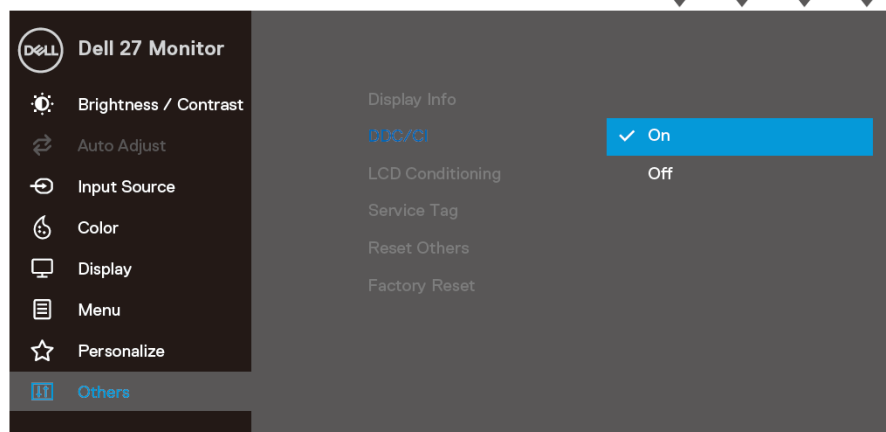 DELL
Dell 27 Monitor
Brightness / Contrast
Auto Adjust
Input Source
Color
Display
Menu
Personalize
Others
Display Info
DDC/CI
LCD Conditioning
Service Tag
Reset Others
Factory Reset
On
Off